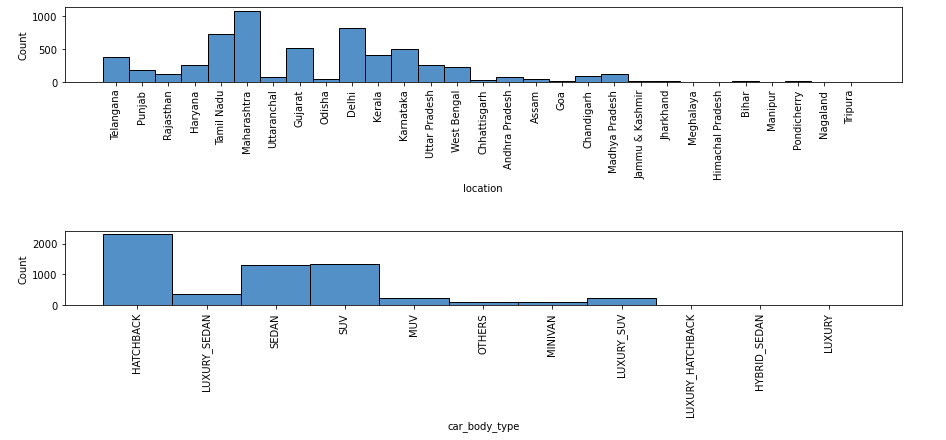 1000
500
0
Count
Telangana
Punjab
Rajasthan
Haryana
Tamil Nadu
Maharashtra
Uttaranchal
Gujarat
Odisha
Delhi
Kerala
Karnataka
Uttar Pradesh
West Bengal
Chhattisgarh
Andhra Pradesh
Assam
Goa
Chandigarh
Madhya Pradesh
Jammu & Kashmir
Jharkhand
Meghalaya
Himachal Pradesh
Bihar
Manipur
Pondicherry
Nagaland
Tripura
location
2000
1000
0
Count
HATCHBACK
LUXURY_SEDAN
SEDAN
SUV
MUV
OTHERS
MINIVAN
LUXURY_SUV
LUXURY_HATCHBACK
HYBRID_SEDAN
LUXURY
car_body_type